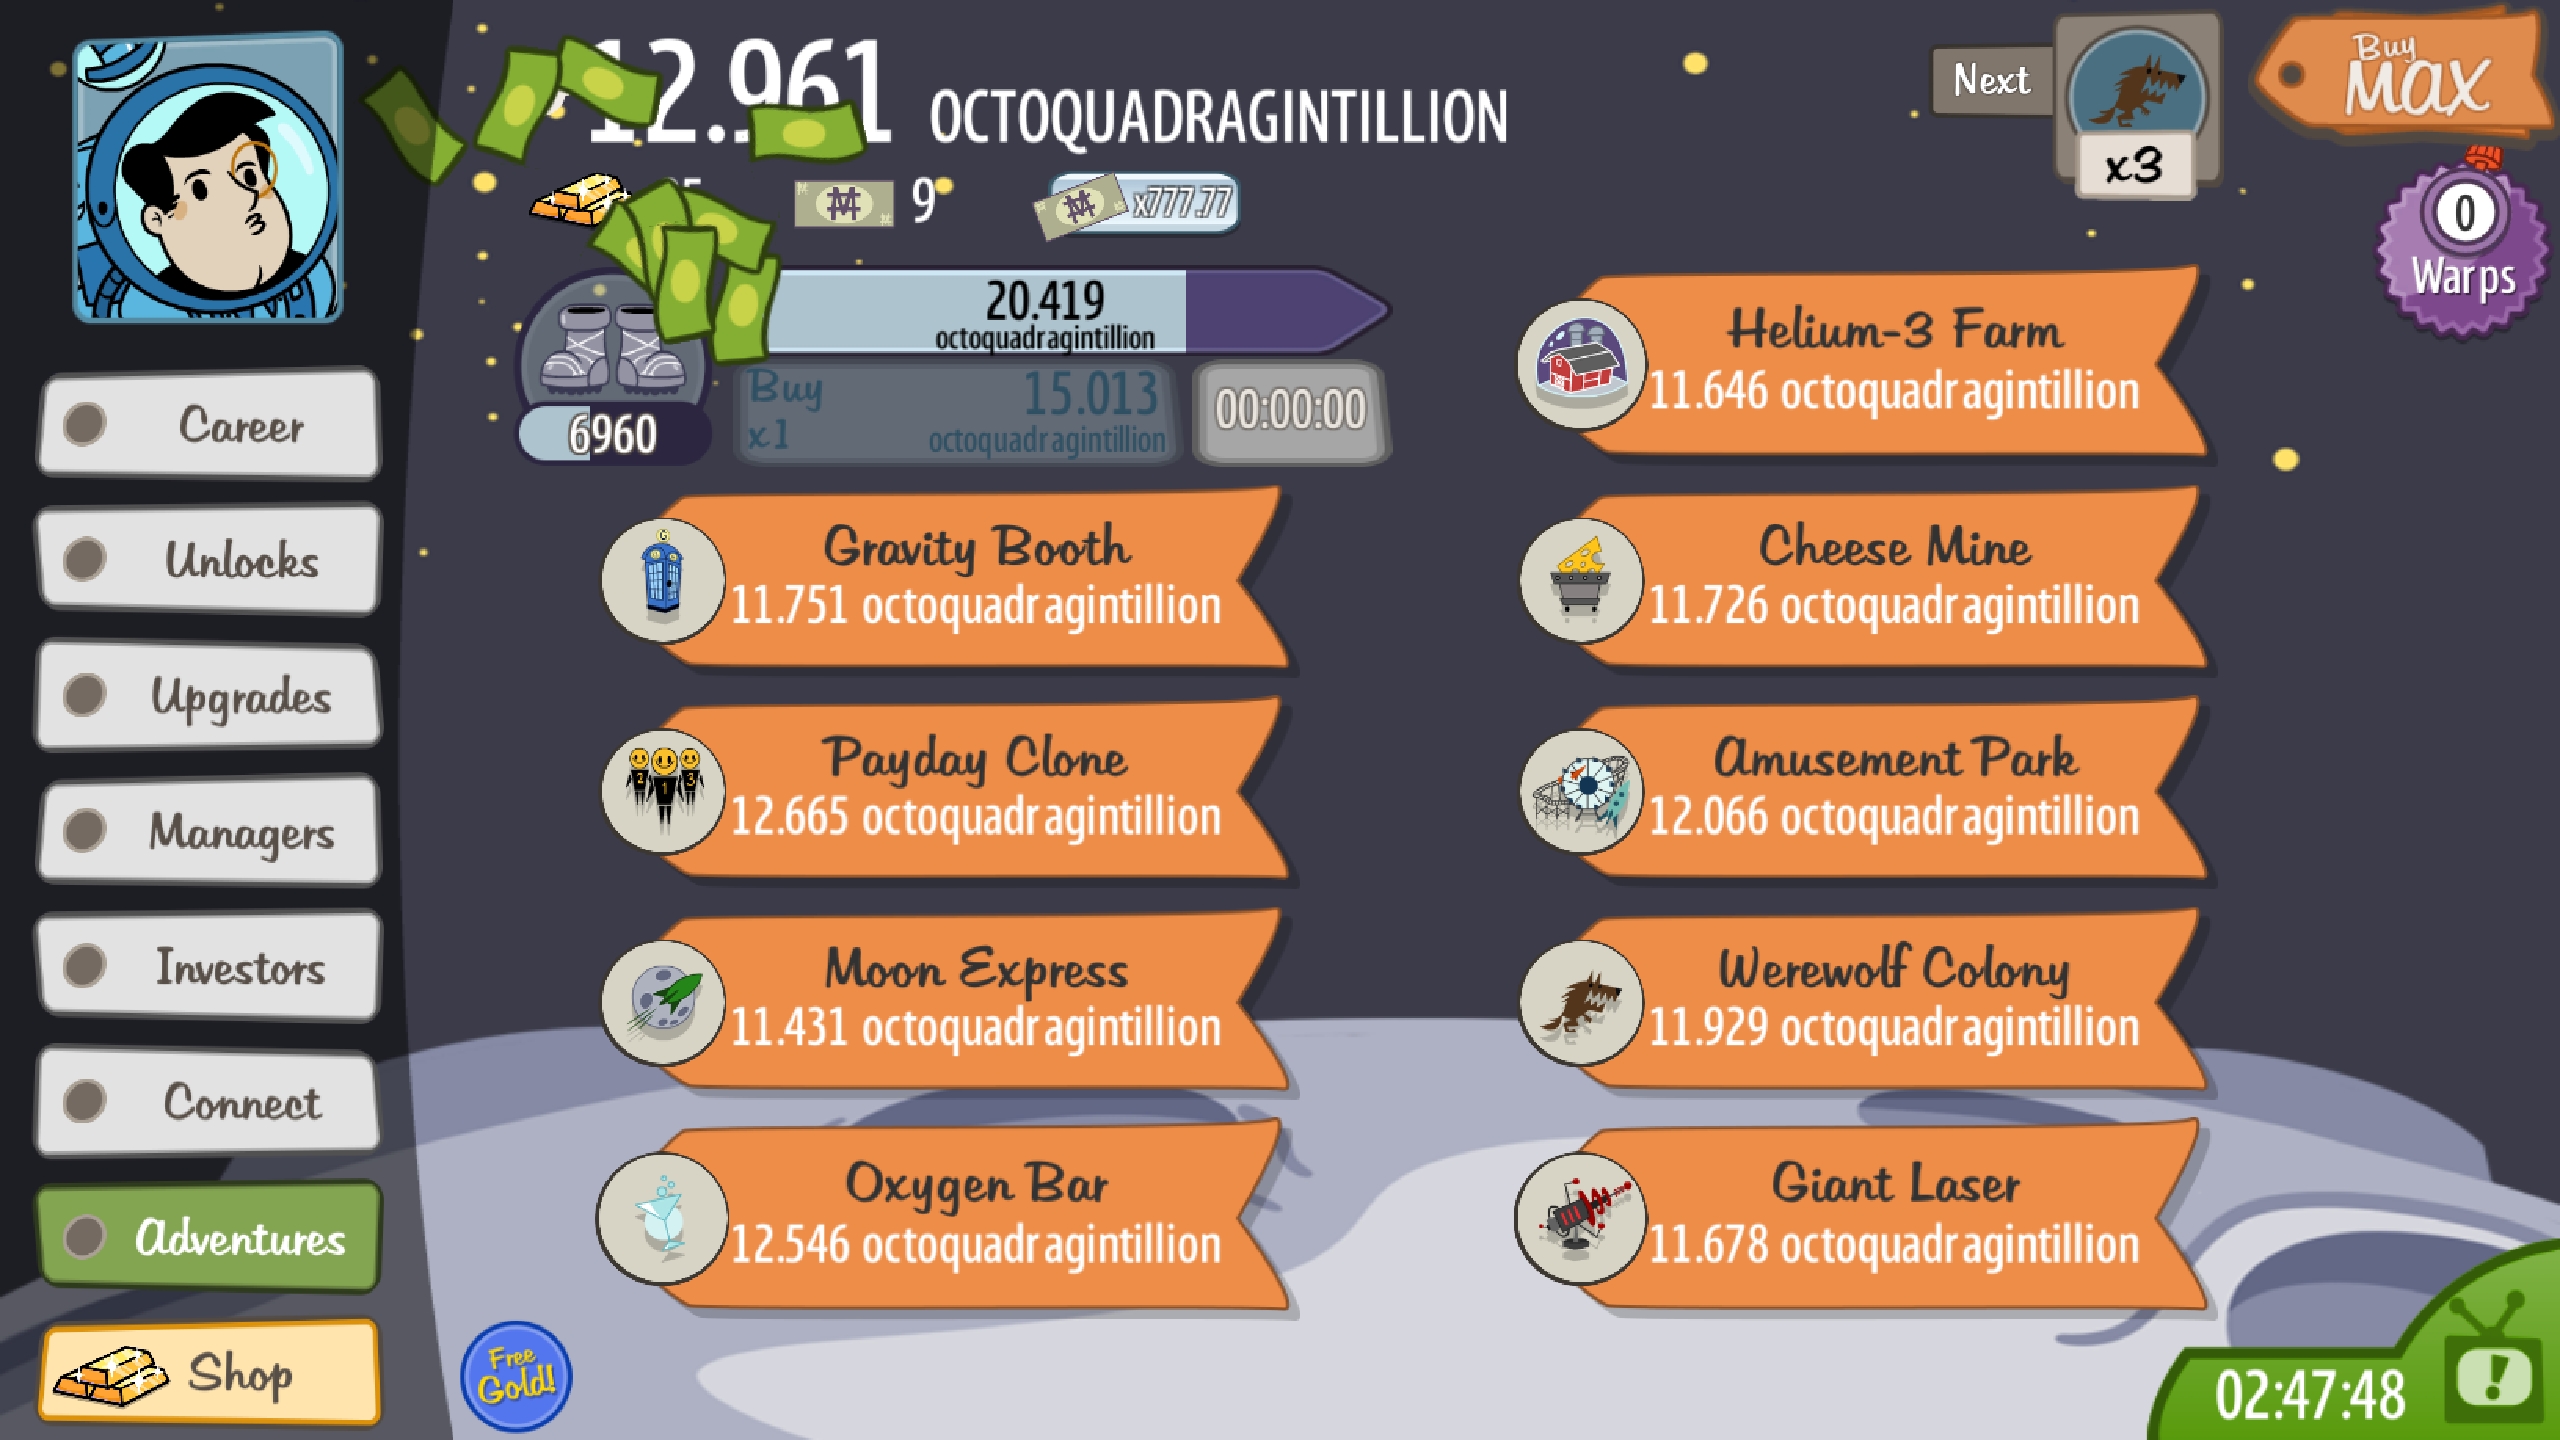 12.961 OCTOQUADRAGINTILLION
Next
x3
Buy
MAX
9
x777.77
0
Warps
20.419
octoquadragintillion
Buy
x1
15.013
octoquadragintillion
00:00:00
6960
Helium-3 Farm
11.646 octoquadragintillion
Gravity Booth
11.751 octoquadragintillion
Cheese Mine
11.726 octoquadragintillion
Payday Clone
12.665 octoquadragintillion
Amusement Park
12.066 octoquadragintillion
Moon Express
11.431 octoquadragintillion
Werewolf Colony
11.929 octoquadragintillion
Oxygen Bar
12.546 octoquadragintillion
Giant Laser
11.678 octoquadragintillion
Career
Unlocks
Upgrades
Managers
Investors
Connect
Adventures
Shop
Free
Gold!
02:47:48